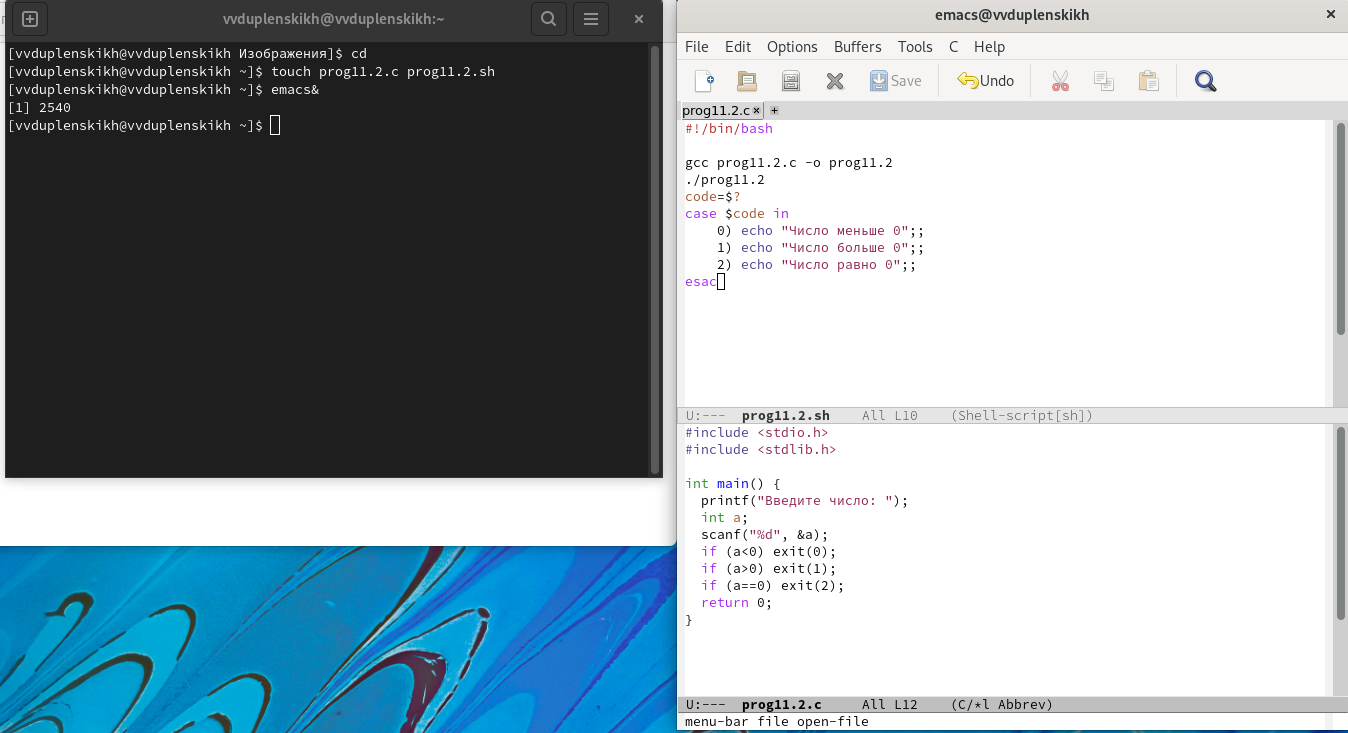 vvduplenskikh@vvduplenskikh:~
[vvduplenskikh@vvduplenskikh Изображения]$ cd
[vvduplenskikh@vvduplenskikh ~]$ touch prog11.2.c prog11.2.sh
[vvduplenskikh@vvduplenskikh ~]$ emacs&
[1] 2540
[vvduplenskikh@vvduplenskikh ~]$
emacs@vvduplenskikh
File Edit Options Buffers Tools C Help
Save Undo
prog11.2.c
#!/bin/bash
gcc prog11.2.c -o prog11.2
./prog11.2
code=$?
case $code in
0) echo "Число меньше 0";;
1) echo "Число больше 0";;
2) echo "Число равно 0";;
esac
U:--- prog11.2.sh All L10 (Shell-script[sh])
#include <stdio.h>
#include <stdlib.h>
int main() {
printf("Введите число: ");
int a;
scanf("%d", &a);
if (a<0) exit(0);
if (a>0) exit(1);
if (a==0) exit(2);
return 0;
}
U:--- prog11.2.c All L12 (C/*l Abbrev)
menu-bar file open-file